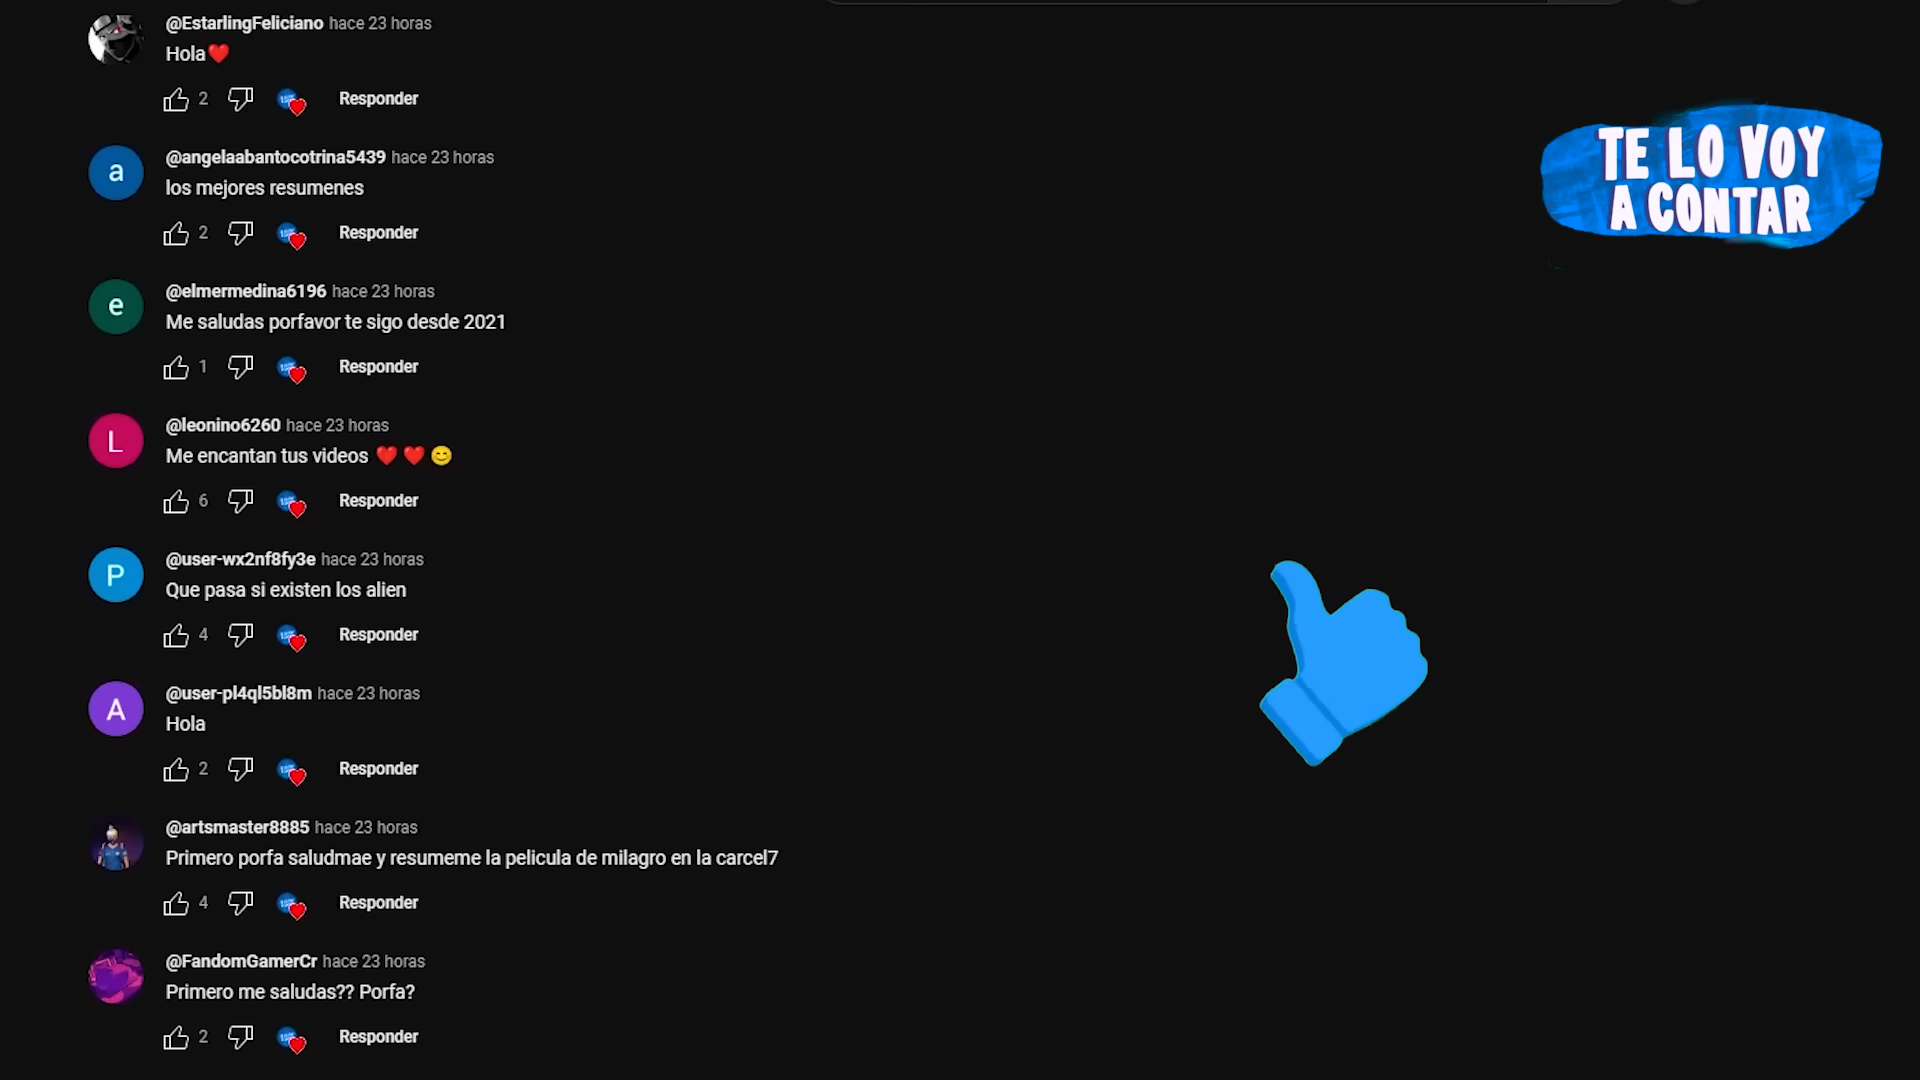 @EstarlingFeliciano hace 23 horas
Hola❤️
2 Responder
@angelaabantocotrina5439 hace 23 horas
los mejores resumenes
2 Responder
@elmermedina6196 hace 23 horas
Me saludas porfavor te sigo desde 2021
1 Responder
@leonino6260 hace 23 horas
Me encantan tus videos ❤️ ❤️ 😊
6 Responder
@user-wx2nf8fy3e hace 23 horas
Que pasa si existen los alien
4 Responder
@user-pl4ql5bl8m hace 23 horas
Hola
2 Responder
@artsmaster8885 hace 23 horas
Primero porfa saludmae y resumeme la pelicula de milagro en la carcel7
4 Responder
@FandomGamerCr hace 23 horas
Primero me saludas?? Porfa?
2 Responder
TE LO VOY
A CONTAR
a
e
L
P
A